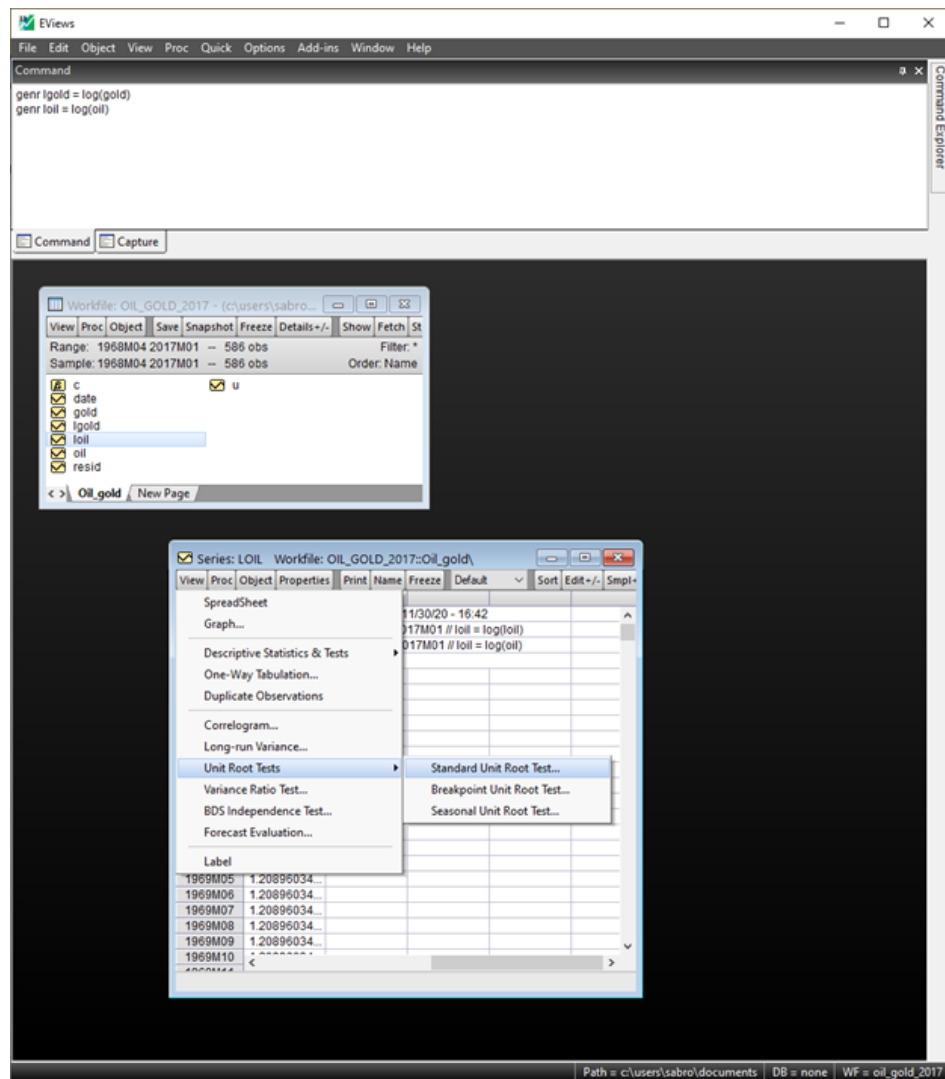 EViews
File Edit Object View Proc Quick Options Add-ins Window Help
Command
genr lgold = log(gold)
genr loil = log(oil)
Command Explorer
Command Capture
Workfile: OIL_GOLD_2017 - (c:\users\sabro...
View Proc Object Save Snapshot Freeze Details+/- Show Fetch St
Range: 1968M04 2017M01 -- 586 obs Filter: *
Sample: 1968M04 2017M01 -- 586 obs Order: Name
c u
date
gold
lgold
loil
oil
resid
< > Oil_gold New Page
Series: LOIL Workfile: OIL_GOLD_2017::Oil_gold\
View Proc Object Properties Print Name Freeze Default Sort Edit+/- Smpl+
SpreadSheet
11/30/20 - 16:42
Graph...
017M01 // loil = log(loil)
017M01 // loil = log(oil)
Descriptive Statistics & Tests
One-Way Tabulation...
Duplicate Observations
Correlogram...
Long-run Variance...
Unit Root Tests Standard Unit Root Test...
Variance Ratio Test... Breakpoint Unit Root Test...
BDS Independence Test... Seasonal Unit Root Test...
Forecast Evaluation...
Label
1969M05 1.20896034...
1969M06 1.20896034...
1969M07 1.20896034...
1969M08 1.20896034...
1969M09 1.20896034...
1969M10
Path = c:\users\sabro\documents DB = none WF = oil_gold_2017